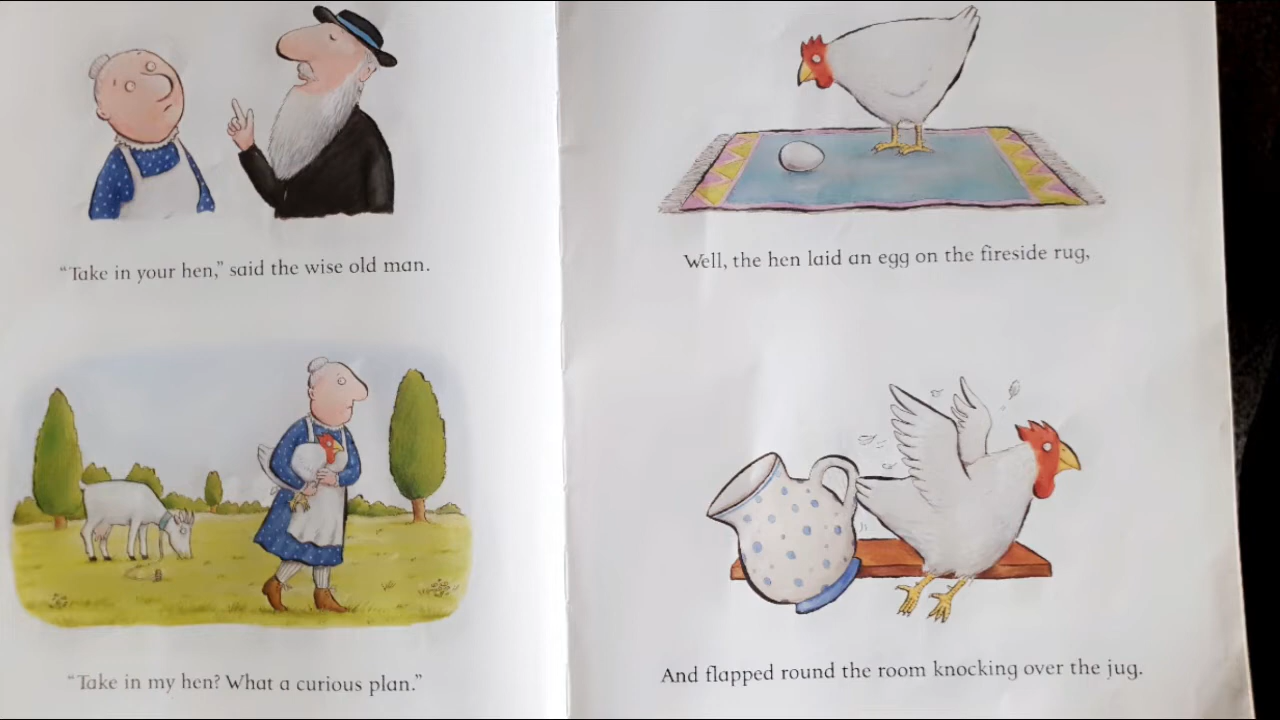 “Take in your hen,” said the wise old man.
“Take in my hen? What a curious plan.”
Well, the hen laid an egg on the fireside rug,
And flapped round the room knocking over the jug.